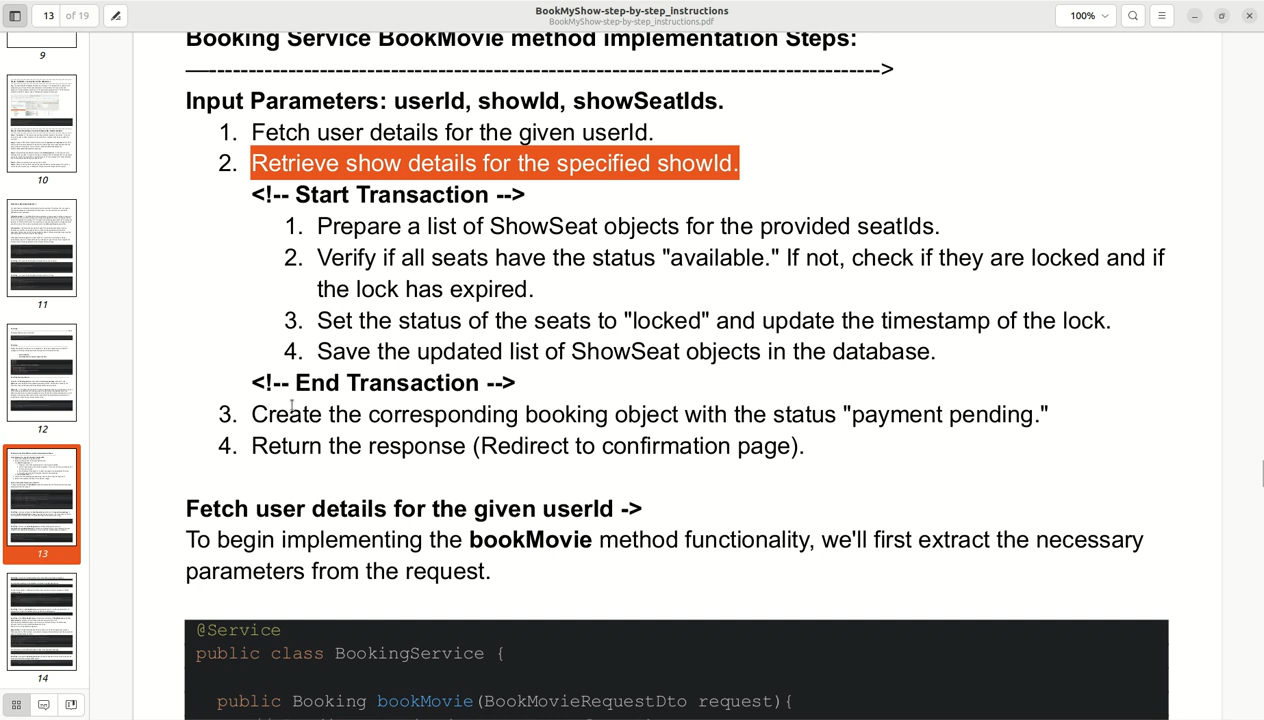 13 of 19
BookMyShow-step-by-step_instructions
BookMyShow-step-by-step_instructions.pdf
100%
9
10
11
12
13
14
Booking Service BookMovie method implementation Steps:
—-------------------------------------------------------------------------------------->
Input Parameters: userId, showId, showSeatIds.
1. Fetch user details for the given userId.
2. Retrieve show details for the specified showId.
<!-- Start Transaction -->
1. Prepare a list of ShowSeat objects for the provided seatIds.
2. Verify if all seats have the status "available." If not, check if they are locked and if
the lock has expired.
3. Set the status of the seats to "locked" and update the timestamp of the lock.
4. Save the updated list of ShowSeat objects in the database.
<!-- End Transaction -->
3. Create the corresponding booking object with the status "payment pending."
4. Return the response (Redirect to confirmation page).
Fetch user details for the given userId ->
To begin implementing the bookMovie method functionality, we'll first extract the necessary
parameters from the request.
@Service
public class BookingService {
public Booking bookMovie(BookMovieRequestDto request){